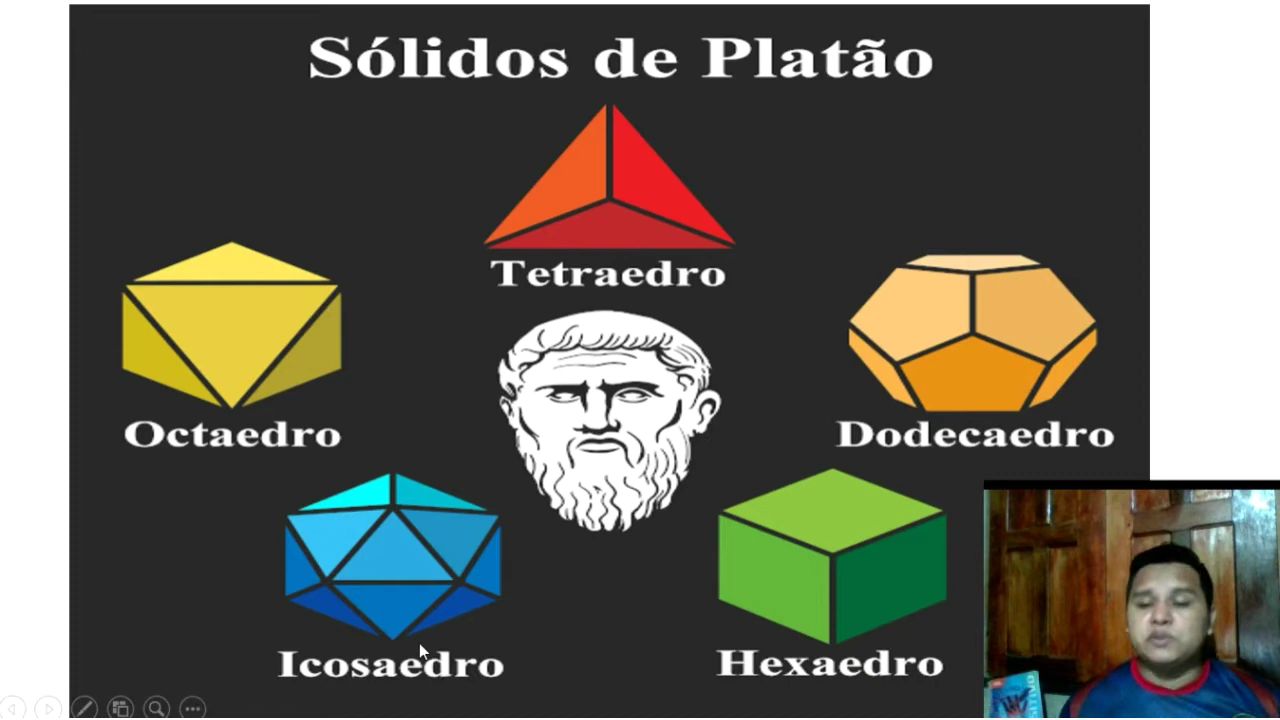 Sólidos de Platão
Tetraedro
Octaedro
Dodecaedro
Icosaedro
Hexaedro